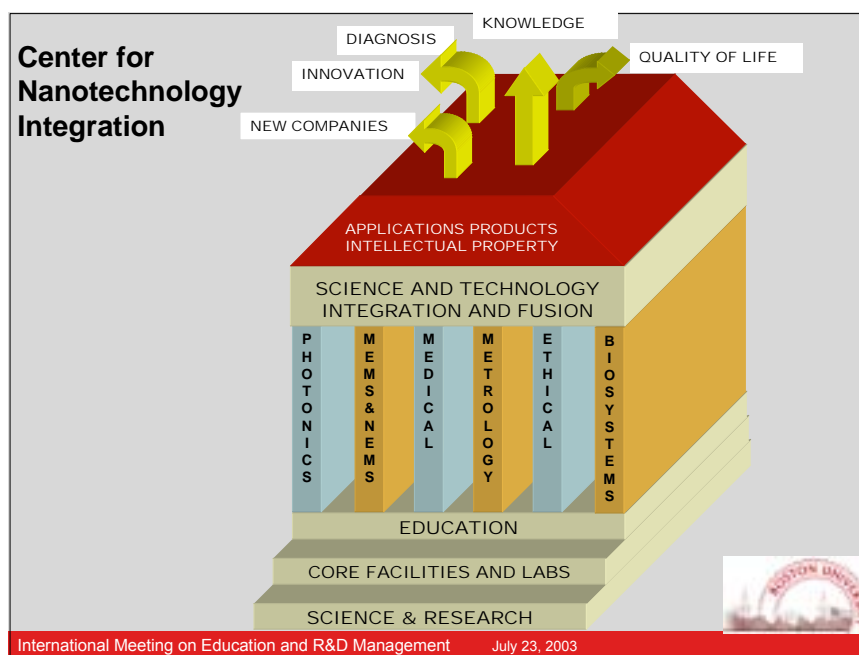 Center for
Nanotechnology
Integration
KNOWLEDGE
DIAGNOSIS
QUALITY OF LIFE
INNOVATION
NEW COMPANIES
APPLICATIONS PRODUCTS
INTELLECTUAL PROPERTY
SCIENCE AND TECHNOLOGY
INTEGRATION AND FUSION
PHOTONICS
MEMS&NEMS
MEDICAL
METROLOGY
ETHICAL
BIOSYSTEMS
EDUCATION
CORE FACILITIES AND LABS
SCIENCE & RESEARCH
International Meeting on Education and R&D Management July 23, 2003